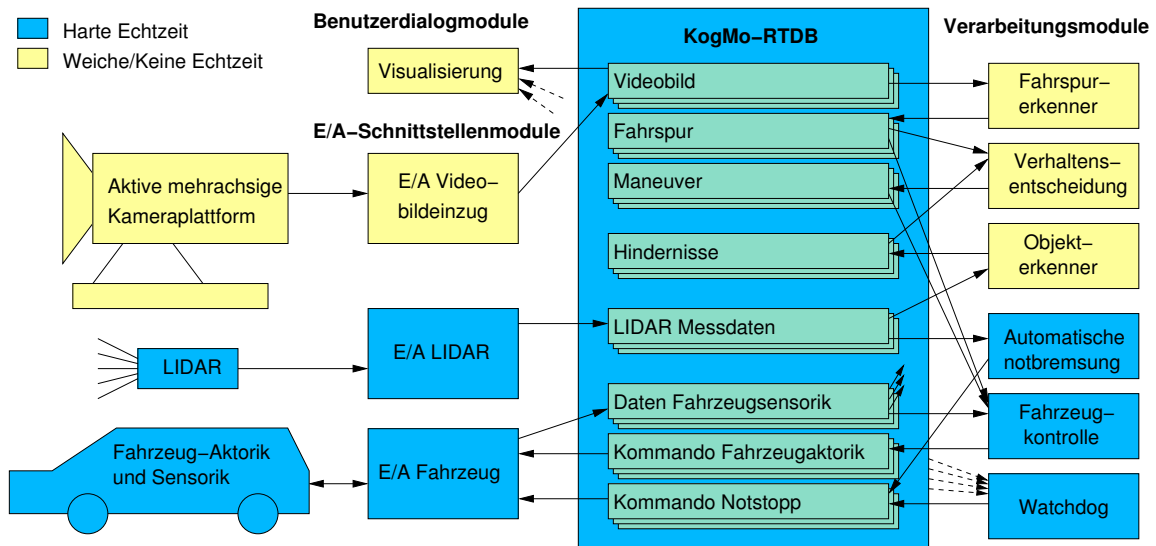 Harte Echtzeit
Weiche/Keine Echtzeit
Benutzerdialogmodule
Visualisierung
E/A−Schnittstellenmodule
Aktive mehrachsige
Kameraplattform
E/A Video−
bildeinzug
LIDAR
E/A LIDAR
Fahrzeug−Aktorik
und Sensorik
E/A Fahrzeug
KogMo−RTDB
Videobild
Fahrspur
Maneuver
Hindernisse
LIDAR Messdaten
Daten Fahrzeugsensorik
Kommando Fahrzeugaktorik
Kommando Notstopp
Verarbeitungsmodule
Fahrspur−
erkenner
Verhaltens−
entscheidung
Objekt−
erkenner
Automatische
notbremsung
Fahrzeug−
kontrolle
Watchdog